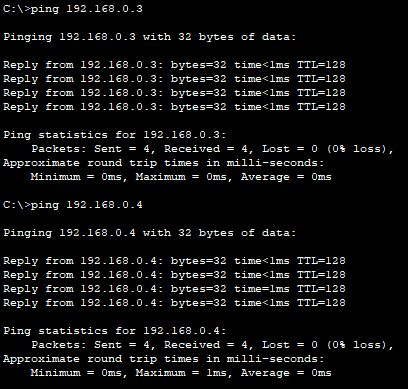 C:\>ping 192.168.0.3
Pinging 192.168.0.3 with 32 bytes of data:
Reply from 192.168.0.3: bytes=32 time<1ms TTL=128
Reply from 192.168.0.3: bytes=32 time<1ms TTL=128
Reply from 192.168.0.3: bytes=32 time<1ms TTL=128
Reply from 192.168.0.3: bytes=32 time<1ms TTL=128
Ping statistics for 192.168.0.3:
Packets: Sent = 4, Received = 4, Lost = 0 (0% loss),
Approximate round trip times in milli-seconds:
Minimum = 0ms, Maximum = 0ms, Average = 0ms
C:\>ping 192.168.0.4
Pinging 192.168.0.4 with 32 bytes of data:
Reply from 192.168.0.4: bytes=32 time<1ms TTL=128
Reply from 192.168.0.4: bytes=32 time<1ms TTL=128
Reply from 192.168.0.4: bytes=32 time=1ms TTL=128
Reply from 192.168.0.4: bytes=32 time<1ms TTL=128
Ping statistics for 192.168.0.4:
Packets: Sent = 4, Received = 4, Lost = 0 (0% loss),
Approximate round trip times in milli-seconds:
Minimum = 0ms, Maximum = 1ms, Average = 0ms